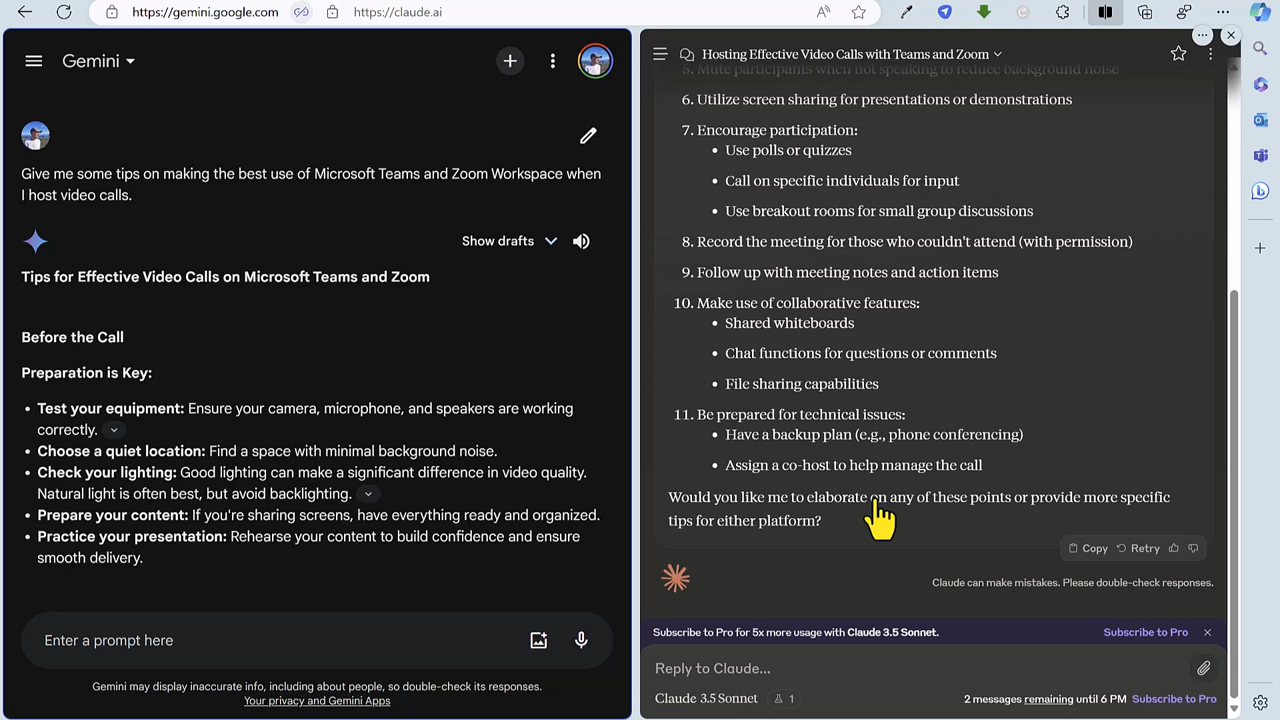 https://gemini.google.com
https://claude.ai
Gemini
Give me some tips on making the best use of Microsoft Teams and Zoom Workspace when
I host video calls.
Show drafts
Tips for Effective Video Calls on Microsoft Teams and Zoom
Before the Call
Preparation is Key:
• Test your equipment: Ensure your camera, microphone, and speakers are working
correctly.
• Choose a quiet location: Find a space with minimal background noise.
• Check your lighting: Good lighting can make a significant difference in video quality.
Natural light is often best, but avoid backlighting.
• Prepare your content: If you're sharing screens, have everything ready and organized.
• Practice your presentation: Rehearse your content to build confidence and ensure
smooth delivery.
Enter a prompt here
Gemini may display inaccurate info, including about people, so double-check its responses.
Your privacy and Gemini Apps
Hosting Effective Video Calls with Teams and Zoom
5. Mute participants when not speaking to reduce background noise
6. Utilize screen sharing for presentations or demonstrations
7. Encourage participation:
• Use polls or quizzes
• Call on specific individuals for input
• Use breakout rooms for small group discussions
8. Record the meeting for those who couldn't attend (with permission)
9. Follow up with meeting notes and action items
10. Make use of collaborative features:
• Shared whiteboards
• Chat functions for questions or comments
• File sharing capabilities
11. Be prepared for technical issues:
• Have a backup plan (e.g., phone conferencing)
• Assign a co-host to help manage the call
Would you like me to elaborate on any of these points or provide more specific
tips for either platform?
Copy Retry
Claude can make mistakes. Please double-check responses.
Subscribe to Pro for 5x more usage with Claude 3.5 Sonnet. Subscribe to Pro
Reply to Claude...
Claude 3.5 Sonnet 1 2 messages remaining until 6 PM Subscribe to Pro